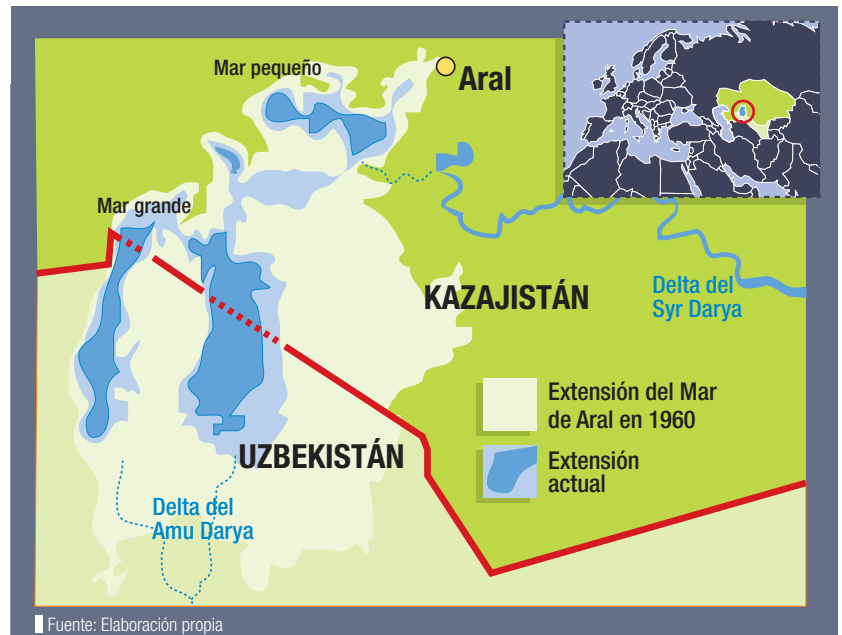 Mar pequeño
Aral
Mar grande
KAZAJISTÁN
Delta del
Syr Darya
Extensión del Mar
de Aral en 1960
UZBEKISTÁN
Extensión
actual
Delta del
Amu Darya
Fuente: Elaboración propia